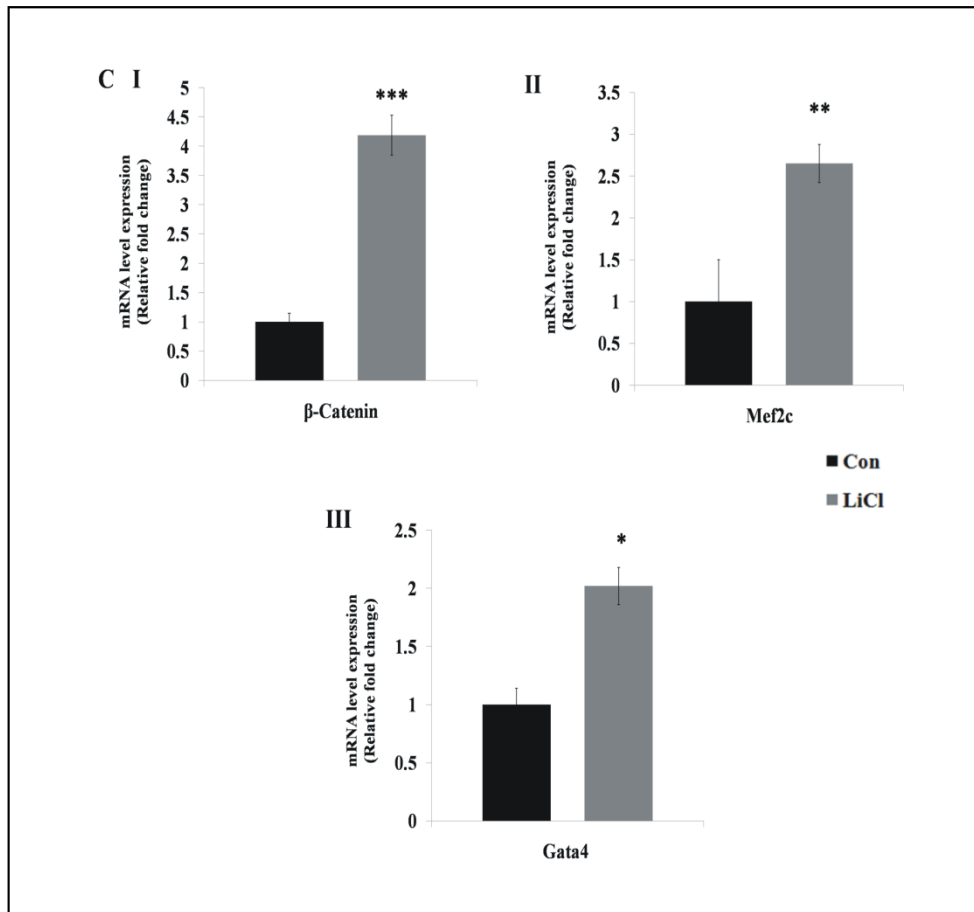 C I
5
4.5
4
3.5
3
2.5
2
1.5
1
0.5
0
mRNA level expression
(Relative fold change)
***
β-Catenin
II
3.5
3
2.5
2
1.5
1
0.5
0
mRNA level expression
(Relative fold change)
**
Mef2c
Con
LiCl
III
2.5
2
1.5
1
0.5
0
mRNA level expression
(Relative fold change)
*
Gata4